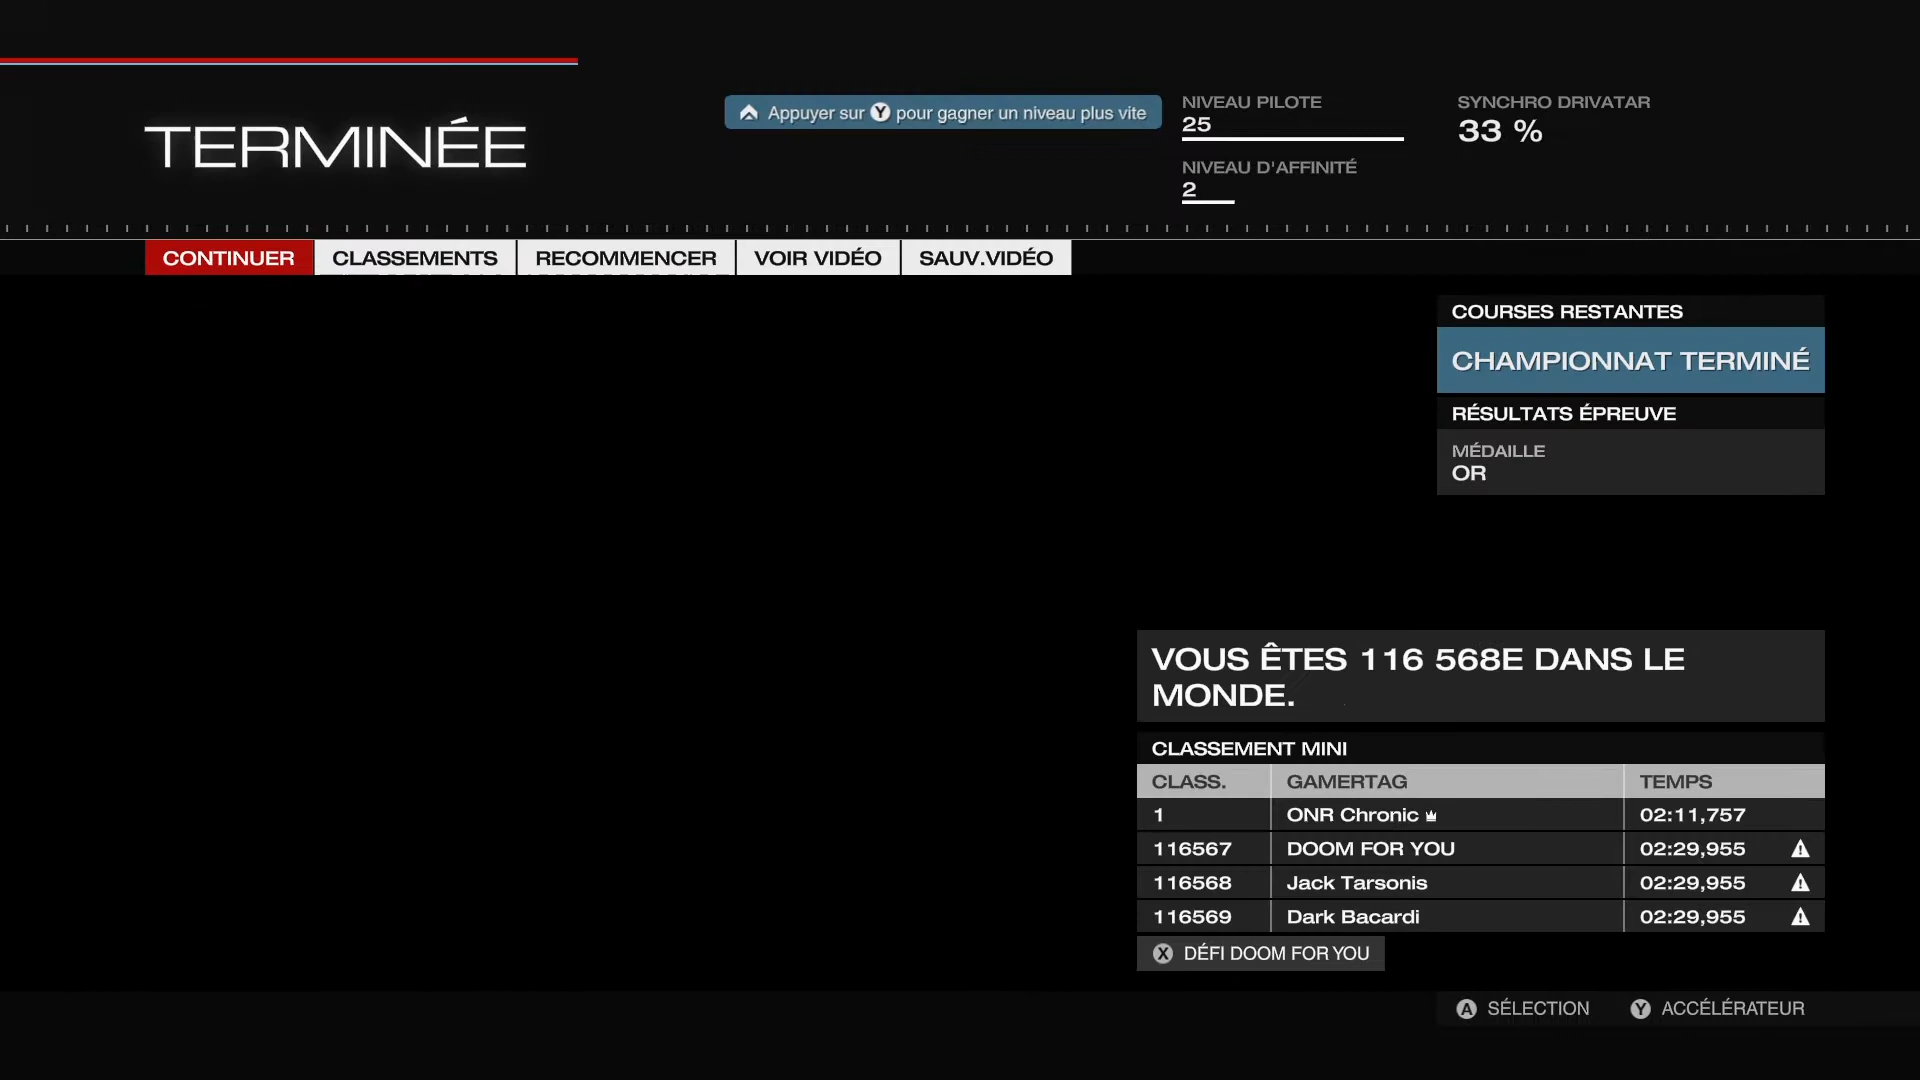 TERMINÉE
Appuyer sur Y pour gagner un niveau plus vite
NIVEAU PILOTE
25
NIVEAU D'AFFINITÉ
2
SYNCHRO DRIVATAR
33 %
CONTINUER CLASSEMENTS RECOMMENCER VOIR VIDÉO SAUV.VIDÉO
COURSES RESTANTES
CHAMPIONNAT TERMINÉ
RÉSULTATS ÉPREUVE
MÉDAILLE
OR
VOUS ÊTES 116 568E DANS LE
MONDE.
CLASSEMENT MINI
CLASS. GAMERTAG TEMPS
1 ONR Chronic 02:11,757
116567 DOOM FOR YOU 02:29,955
116568 Jack Tarsonis 02:29,955
116569 Dark Bacardi 02:29,955
X DÉFI DOOM FOR YOU
A SÉLECTION Y ACCÉLÉRATEUR